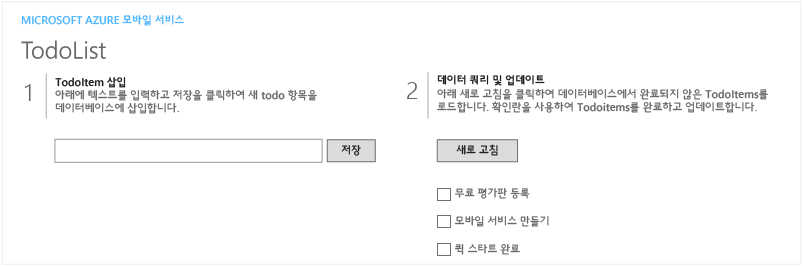 MICROSOFT AZURE 모바일 서비스
TodoList
1
TodoItem 삽입
아래에 텍스트를 입력하고 저장을 클릭하여 새 todo 항목을
데이터베이스에 삽입합니다.
저장
2
데이터 쿼리 및 업데이트
아래 새로 고침을 클릭하여 데이터베이스에서 완료되지 않은 TodoItems를
로드합니다. 확인란을 사용하여 Todoitems를 완료하고 업데이트합니다.
새로 고침
무료 평가판 등록
모바일 서비스 만들기
퀵 스타트 완료